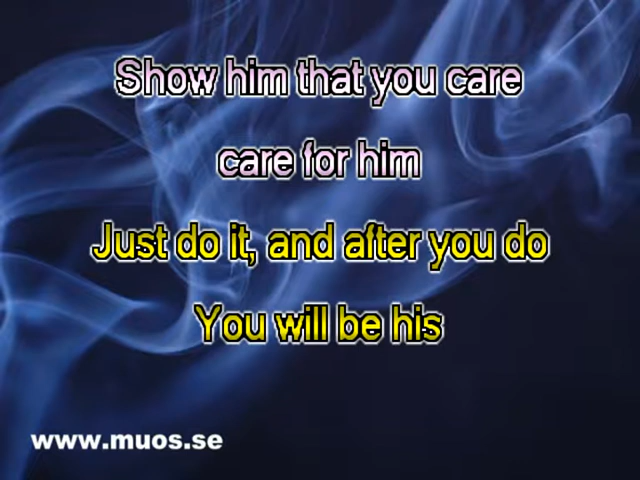 Show him that you care
care for him
Just do it, and after you do
You will be his
www.muos.se